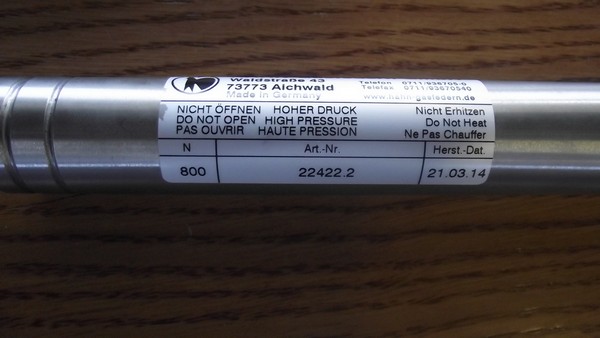 Waldstraße 43
73773 Aichwald
Made in Germany
Telefon 0711/936705-0
Telefax 0711/93670540
www.hahn-gasfedern.de
NICHT ÖFFNEN HOHER DRUCK Nicht Erhitzen
DO NOT OPEN HIGH PRESSURE Do Not Heat
PAS OUVRIR HAUTE PRESSION Ne Pas Chauffer
N Art.-Nr. Herst.-Dat.
800 22422.2 21.03.14